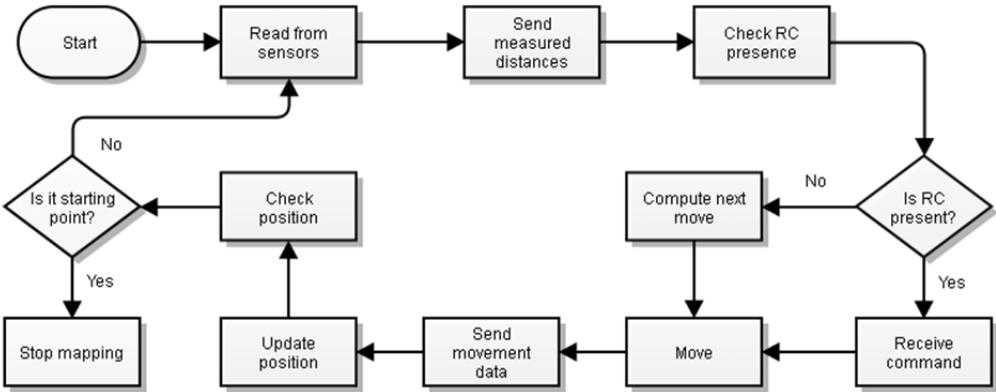 Start
Read from
sensors
Send
measured
distances
Check RC
presence
No
Is it starting
point?
Check
position
Compute next
move
No
Is RC
present?
Yes
Yes
Stop mapping
Update
position
Send
movement
data
Move
Receive
command